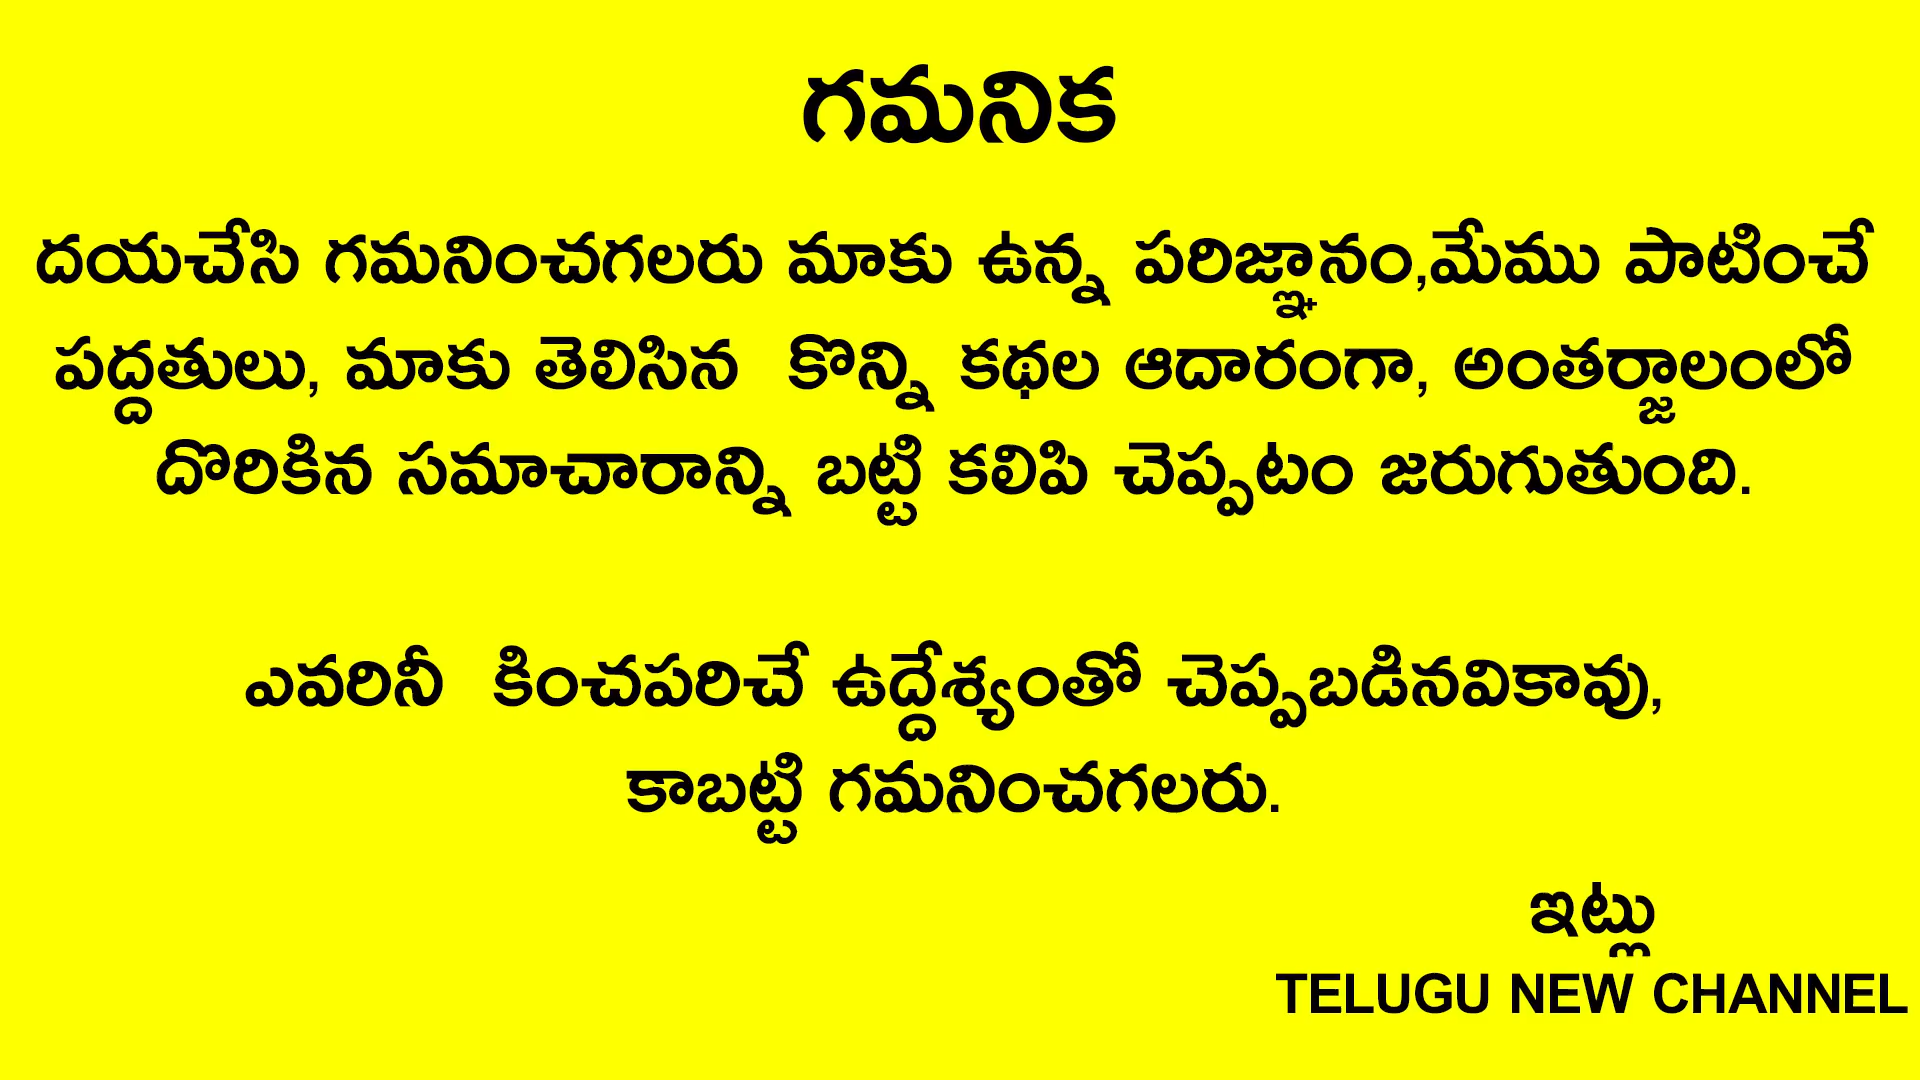 గమనిక
దయచేసి గమనించగలరు మాకు ఉన్న పరిజ్ఞానం,మేము పాటించే
పద్దతులు, మాకు తెలిసిన కొన్ని కథల ఆదారంగా, అంతర్జాలంలో
దొరికిన సమాచారాన్ని బట్టి కలిపి చెప్పటం జరుగుతుంది.
ఎవరినీ కించపరిచే ఉద్దేశ్యంతో చెప్పబడినవికావు,
కాబట్టి గమనించగలరు.
ఇట్లు
TELUGU NEW CHANNEL